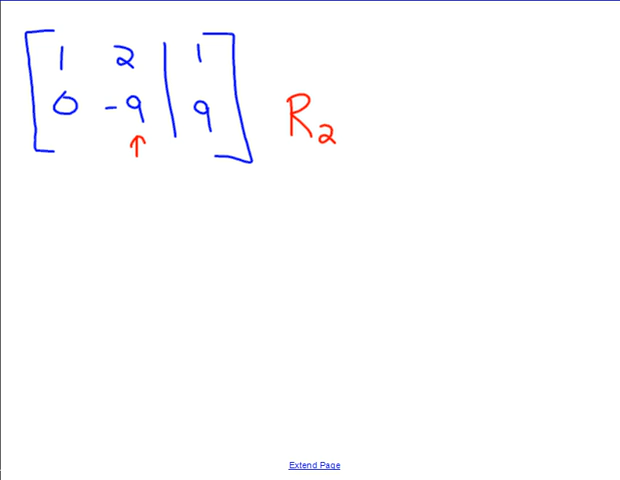 1 2 | 1
0 -9 | 9 R₂
↑
Extend Page